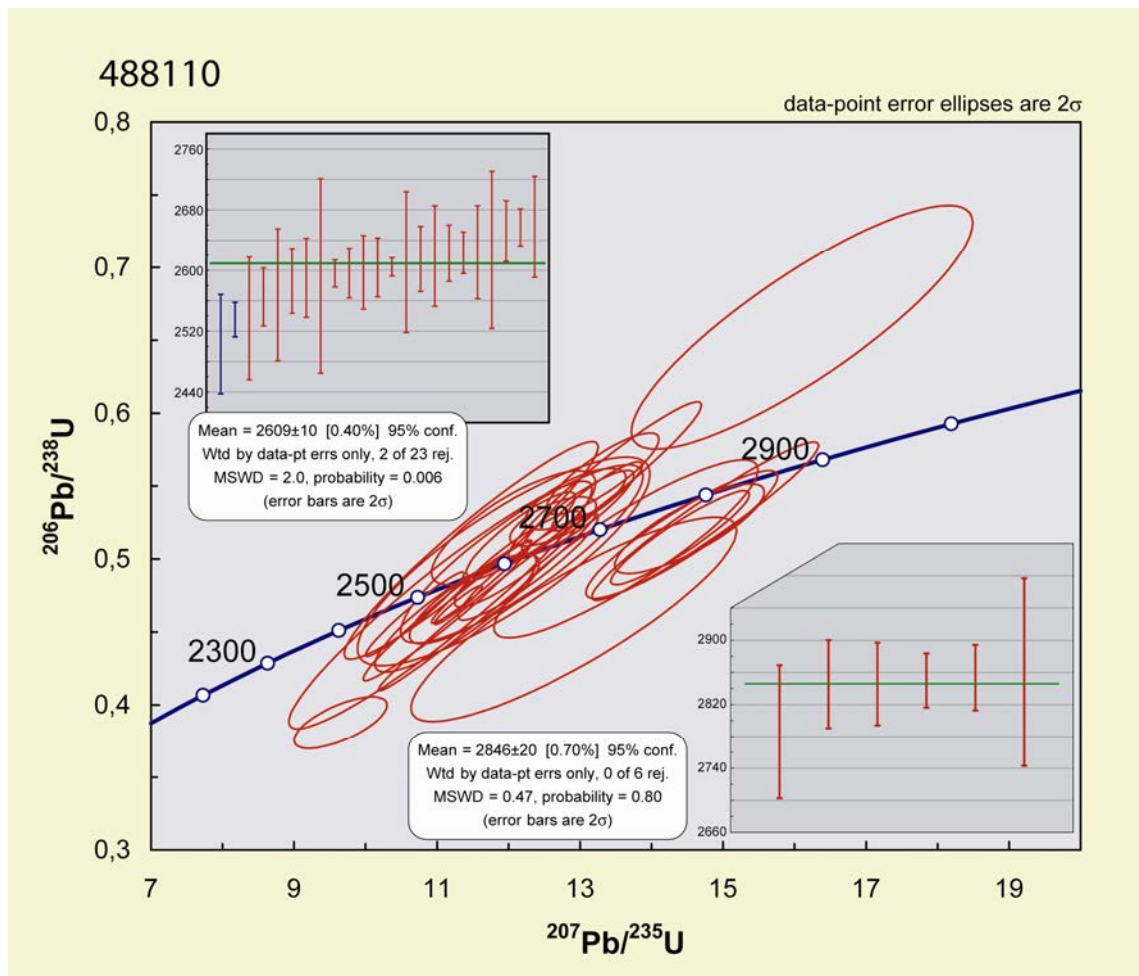 488110
data-point error ellipses are 2σ
0,8
0,7
0,6
0,5
0,4
0,3
206Pb/238U
2760
2680
2600
2520
2440
Mean = 2609±10 [0.40%] 95% conf.
Wtd by data-pt errs only, 2 of 23 rej.
MSWD = 2.0, probability = 0.006
(error bars are 2σ)
2900
2700
2500
2300
2900
2820
2740
2660
Mean = 2846±20 [0.70%] 95% conf.
Wtd by data-pt errs only, 0 of 6 rej.
MSWD = 0.47, probability = 0.80
(error bars are 2σ)
7 9 11 13 15 17 19
207Pb/235U